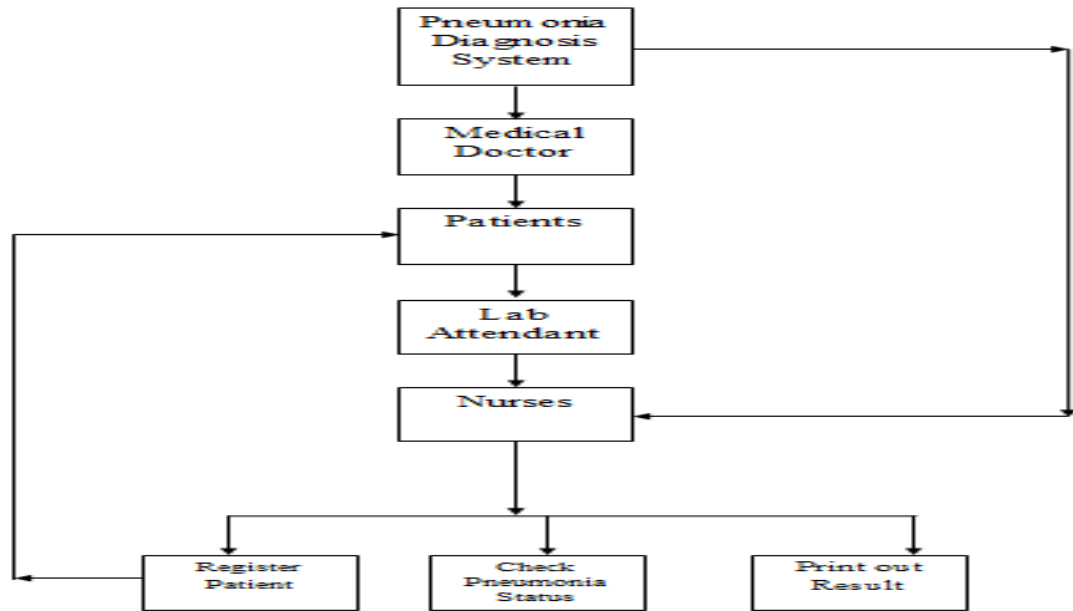 Pneumonia
Diagnosis
System
Medical
Doctor
Patients
Lab
Attendant
Nurses
Register
Patient
Check
Pneumonia
Status
Print out
Result